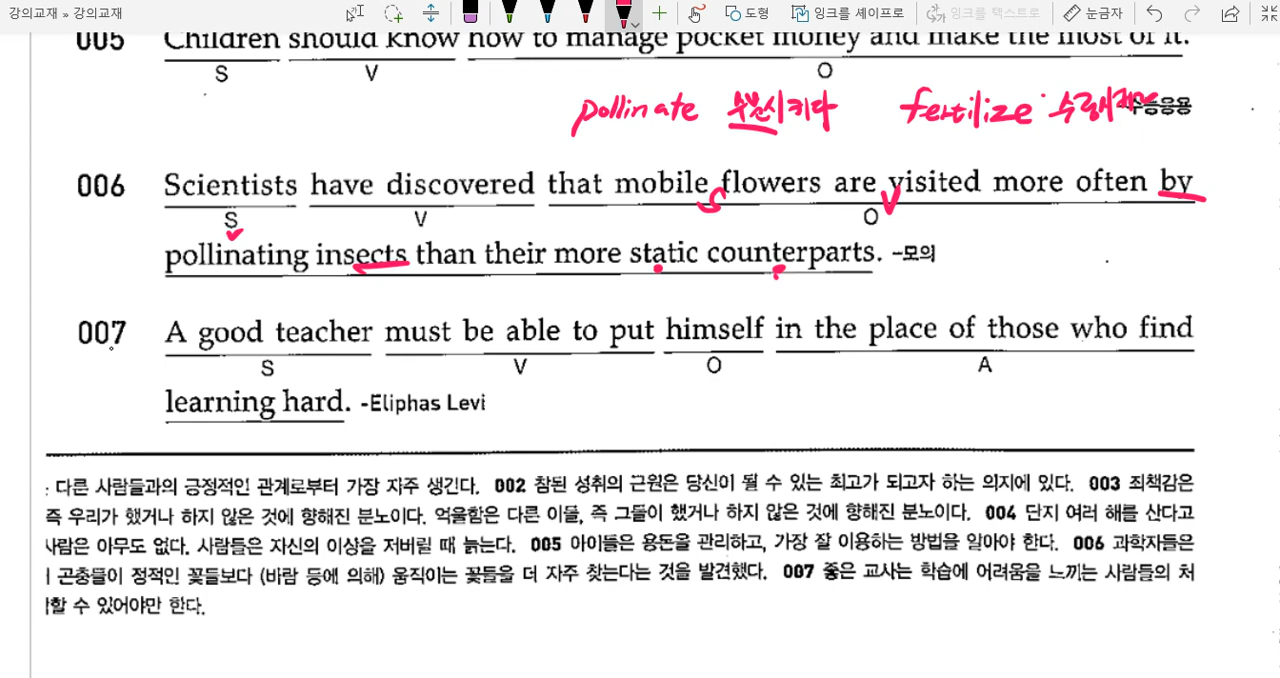 강의교재 » 강의교재 도형 잉크를 셰이프로 잉크를 텍스트로 눈금자
005 Children should know how to manage pocket money and make the most of it.
S V O
pollinate 수분시키다 fertilize 수능응용
006 Scientists have discovered that mobile flowers are visited more often by
S V O S V
pollinating insects than their more static counterparts. -모의
007 A good teacher must be able to put himself in the place of those who find
S V O A
learning hard. -Eliphas Levi
: 다른 사람들과의 긍정적인 관계로부터 가장 자주 생긴다. 002 참된 성취의 근원은 당신이 될 수 있는 최고가 되고자 하는 의지에 있다. 003 죄책감은
즉 우리가 했거나 하지 않은 것에 향해진 분노이다. 억울함은 다른 이들, 즉 그들이 했거나 하지 않은 것에 향해진 분노이다. 004 단지 여러 해를 산다고
사람은 아무도 없다. 사람들은 자신의 이상을 저버릴 때 늙는다. 005 아이들은 용돈을 관리하고, 가장 잘 이용하는 방법을 알아야 한다. 006 과학자들은
곤충들이 정적인 꽃들보다 (바람 등에 의해) 움직이는 꽃들을 더 자주 찾는다는 것을 발견했다. 007 좋은 교사는 학습에 어려움을 느끼는 사람들의 처
할 수 있어야만 한다.